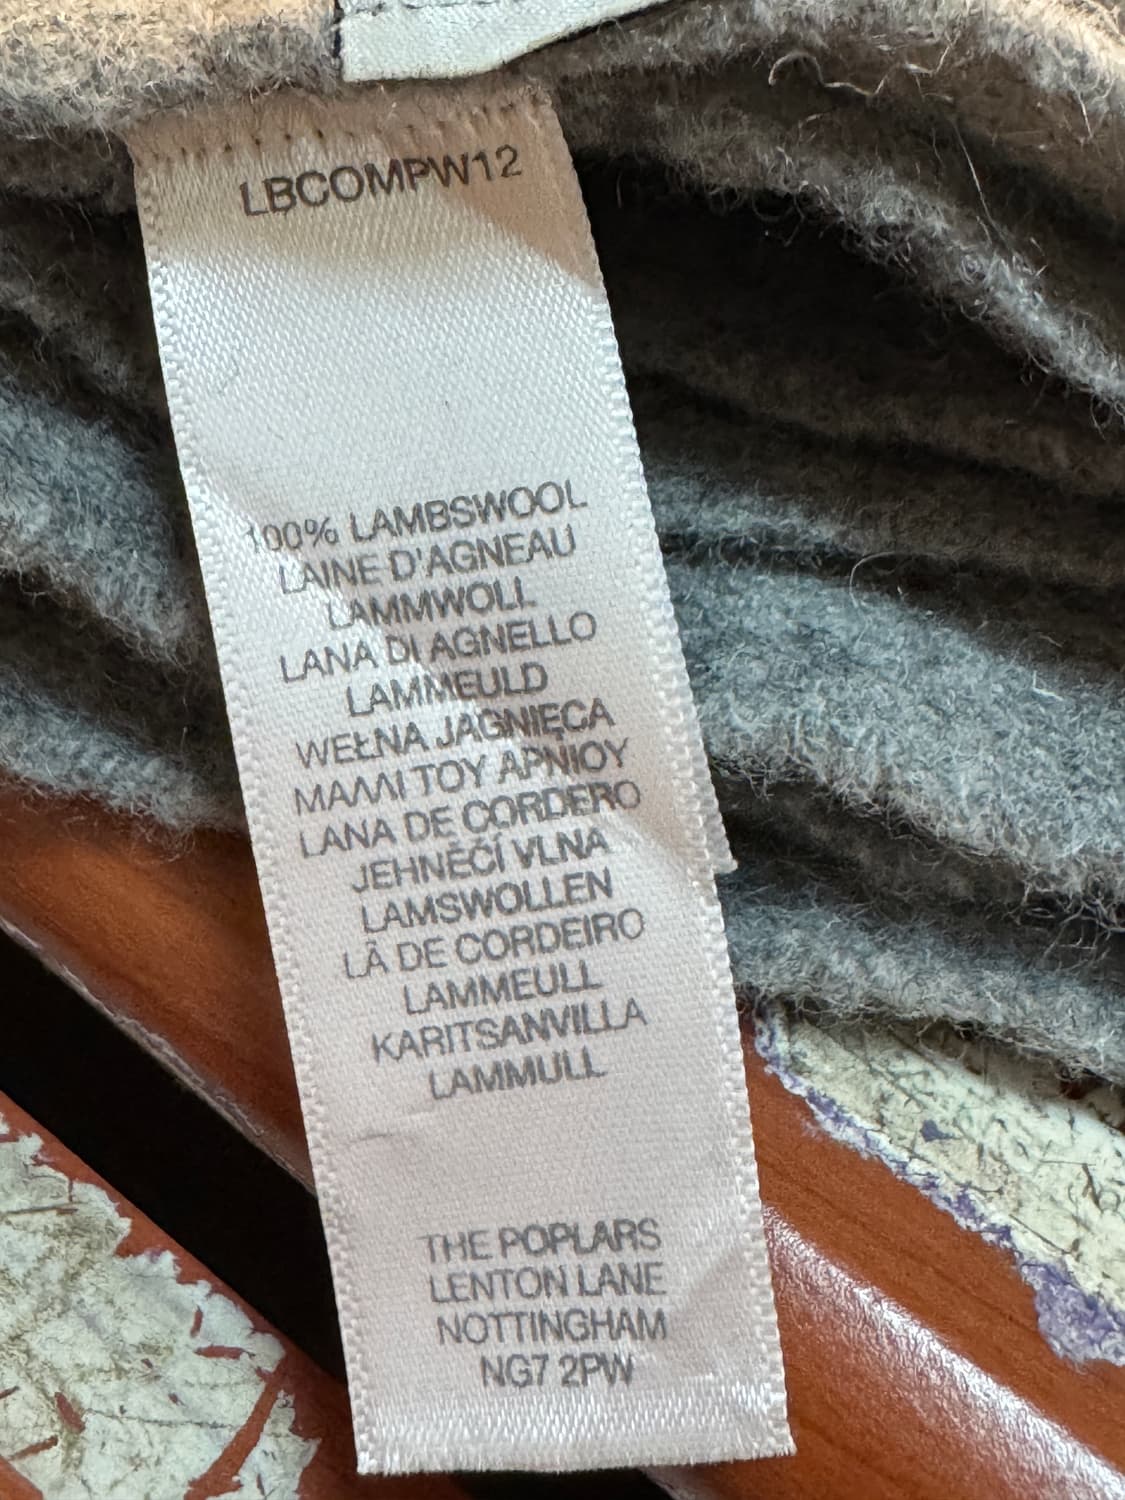 LBCOMPW12
100% LAMBSWOOL
LAINE D'AGNEAU
LAMMWOLL
LANA DI AGNELLO
LAMMEULD
WEŁNA JAGNIĘCA
ΜΑΛΛΙ ΤΟΥ ΑΡΝΙΟΥ
LANA DE CORDERO
JEHNĚČÍ VLNA
LAMSWOLLEN
LÃ DE CORDEIRO
LAMMEULL
KARITSANVILLA
LAMMULL
THE POPLARS
LENTON LANE
NOTTINGHAM
NG7 2PW